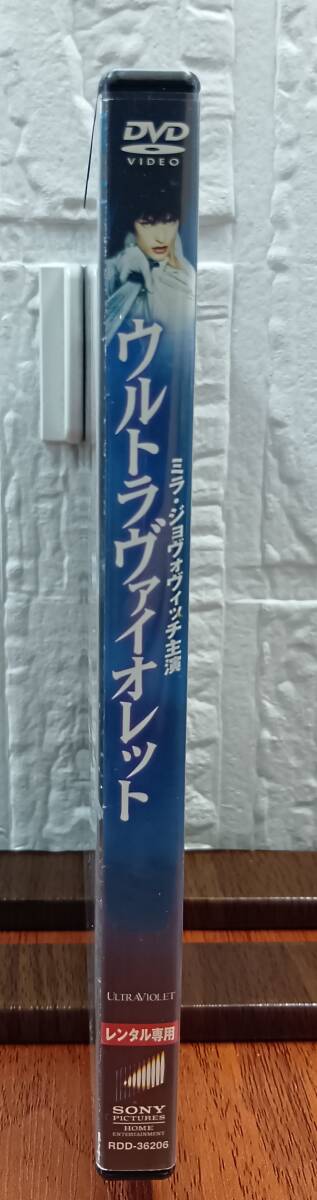 DVD
VIDEO
ミラ・ジョヴォヴィッチ主演
ウルトラヴァイオレット
ULTRAVIOLET
レンタル専用
SONY
PICTURES
HOME
ENTERTAINMENT
RDD-36206